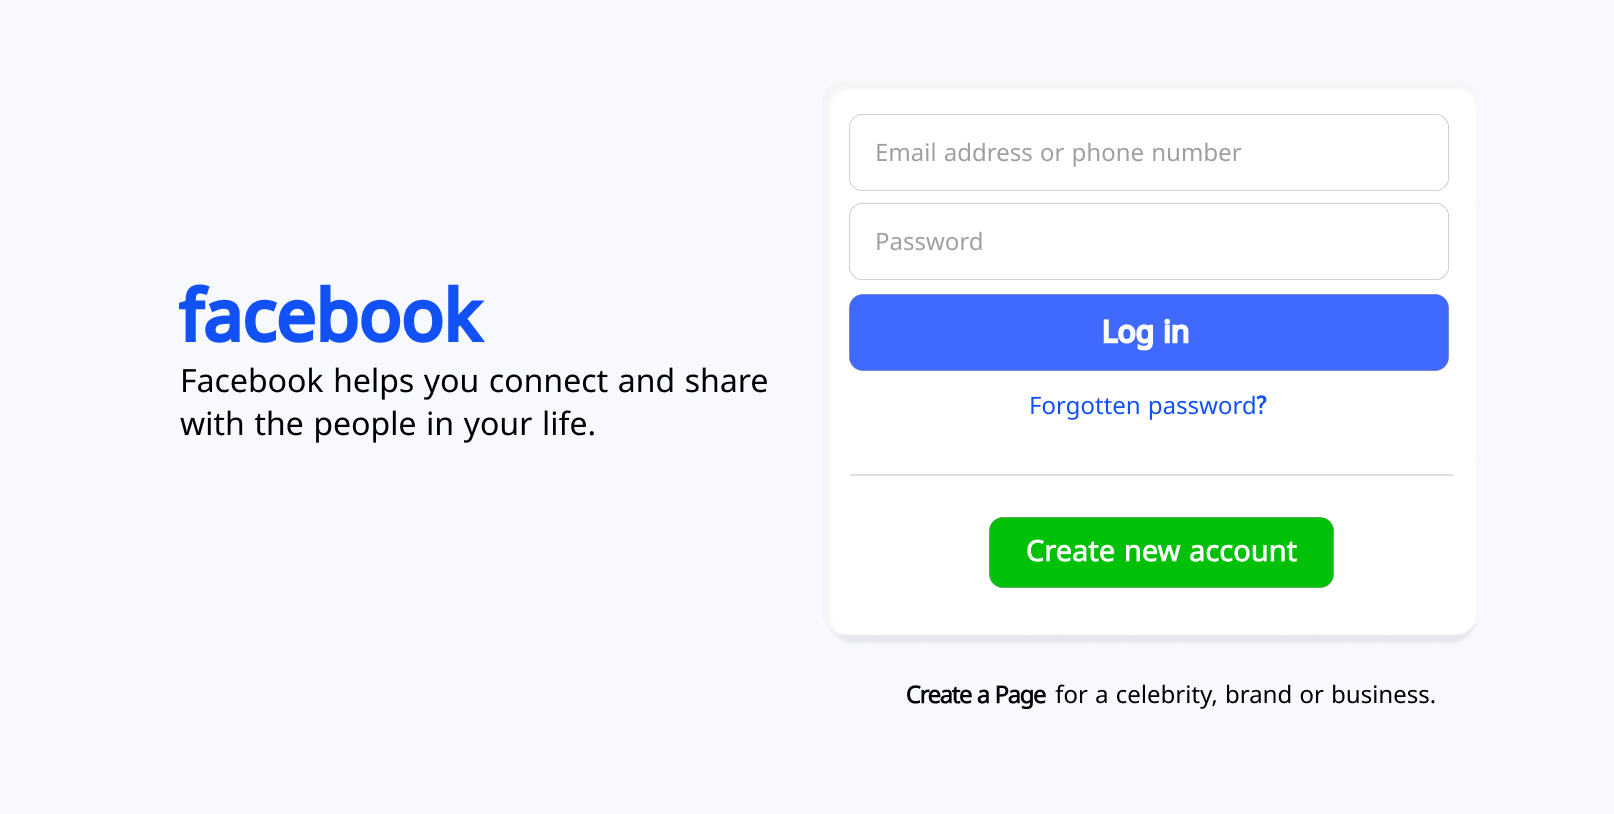 facebook
Facebook helps you connect and share
with the people in your life.
Email address or phone number
Password
Log in
Forgotten password?
Create new account
Create a Page for a celebrity, brand or business.